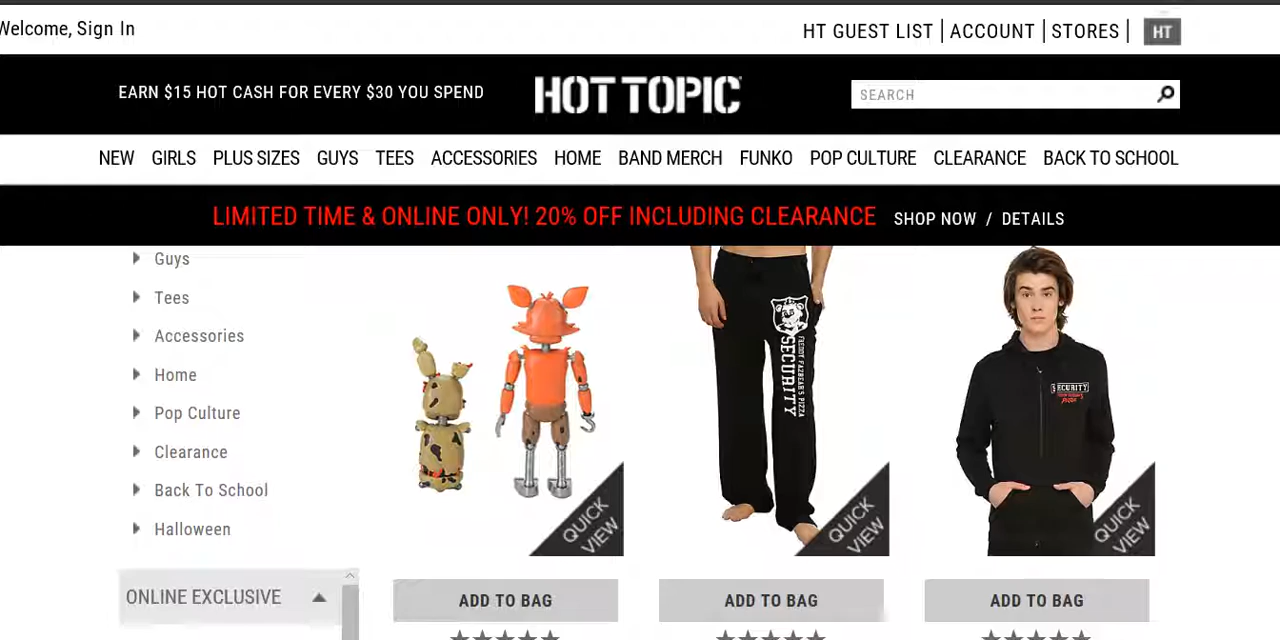 Welcome, Sign In
HT GUEST LIST | ACCOUNT | STORES | HT
EARN $15 HOT CASH FOR EVERY $30 YOU SPEND
HOT TOPIC
SEARCH
NEW GIRLS PLUS SIZES GUYS TEES ACCESSORIES HOME BAND MERCH FUNKO POP CULTURE CLEARANCE BACK TO SCHOOL
LIMITED TIME & ONLINE ONLY! 20% OFF INCLUDING CLEARANCE SHOP NOW / DETAILS
Guys
Tees
Accessories
Home
Pop Culture
Clearance
Back To School
Halloween
ONLINE EXCLUSIVE
SECURITY
FREDDY FAZBEAR'S PIZZA
SECURITY
QUICK VIEW
QUICK VIEW
QUICK VIEW
ADD TO BAG
ADD TO BAG
ADD TO BAG